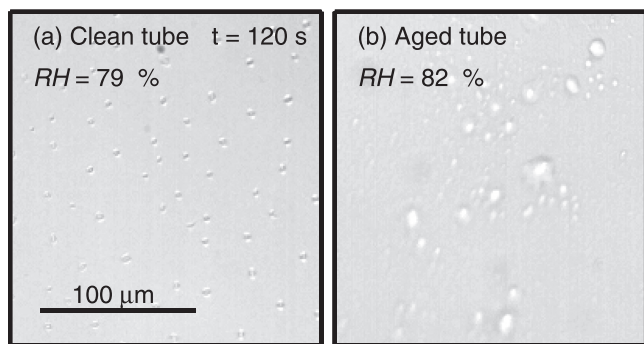 (a) Clean tube t = 120 s
RH = 79 %
100 μm
(b) Aged tube
RH = 82 %